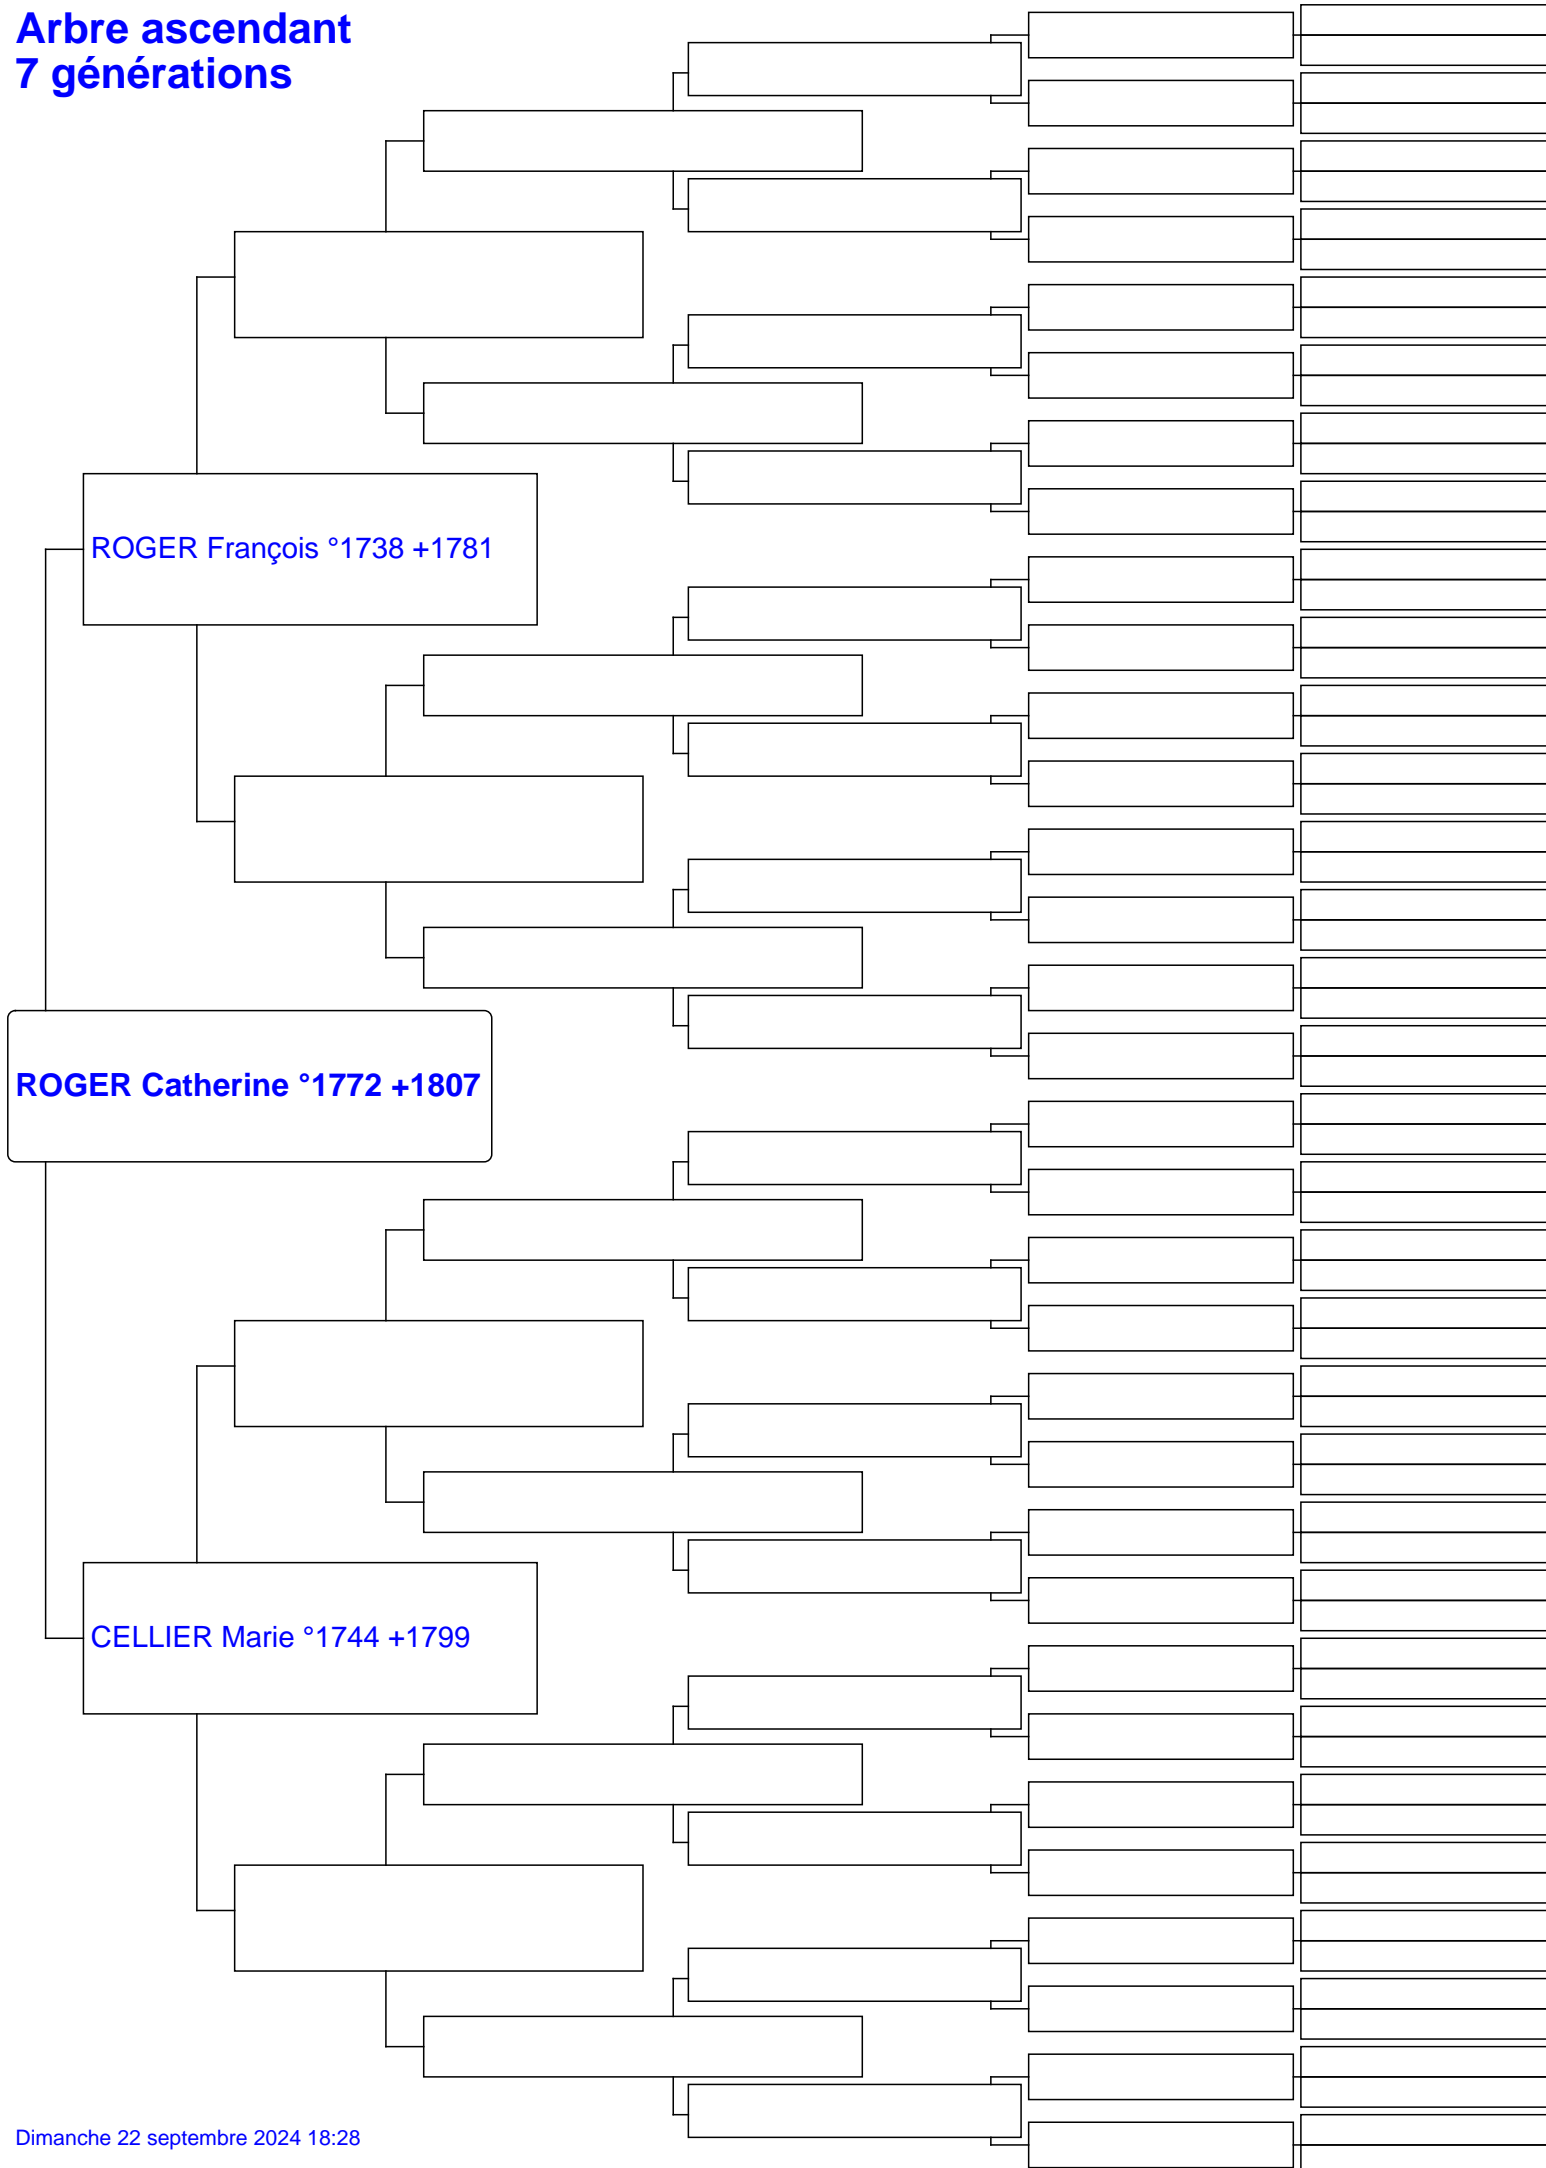 Arbre ascendant
7 générations
ROGER François °1738 +1781
ROGER Catherine °1772 +1807
CELLIER Marie °1744 +1799
Dimanche 22 septembre 2024 18:28